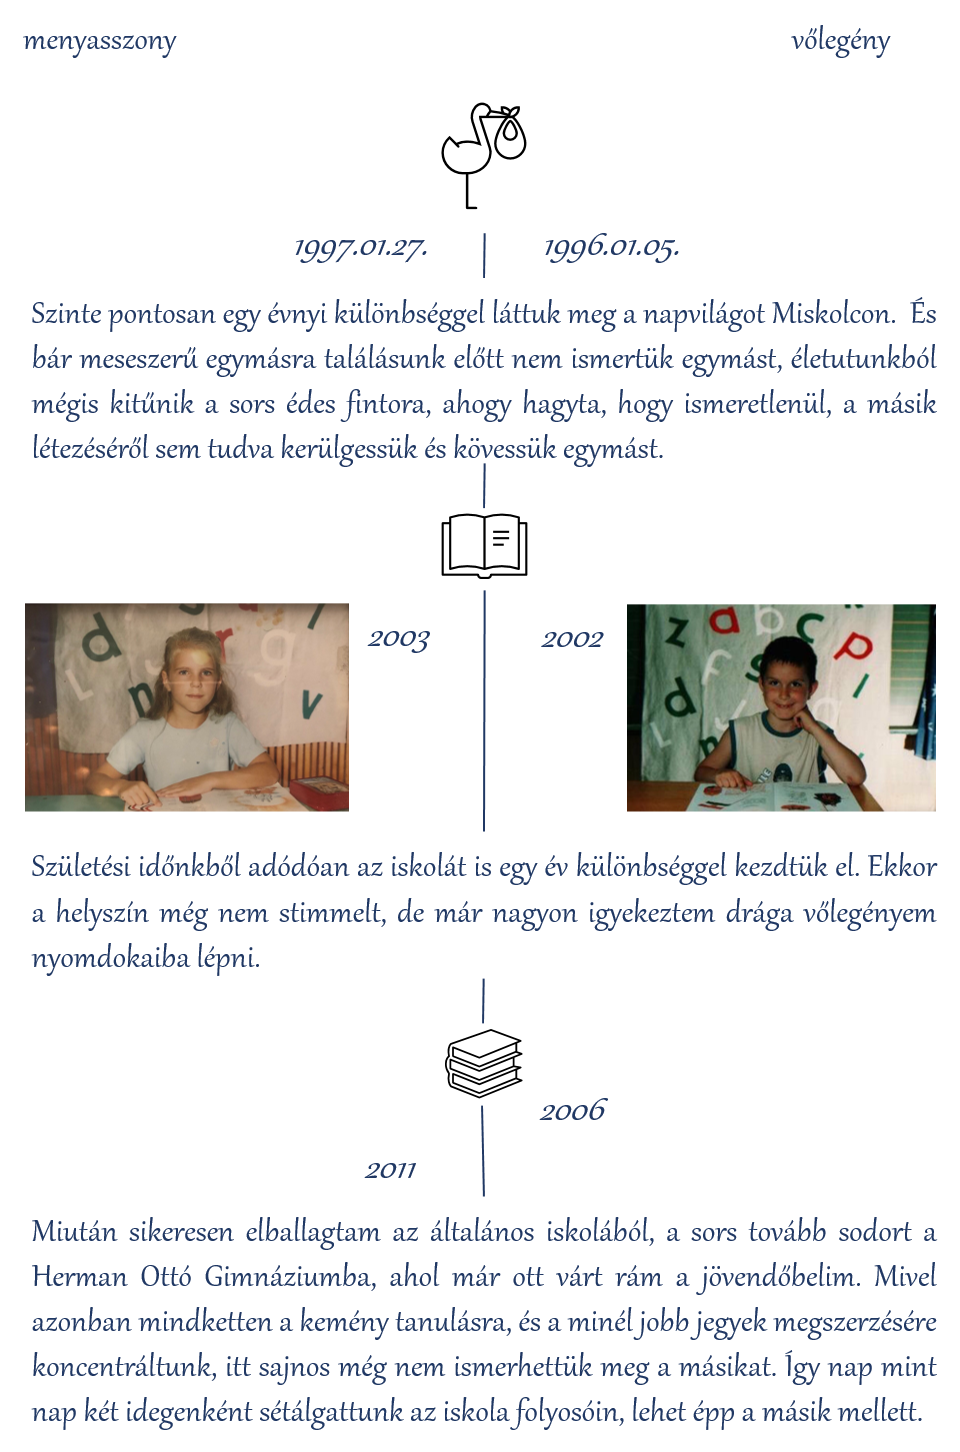 menyasszony
vőlegény
1997.01.27.
1996.01.05.
Szinte pontosan egy évnyi különbséggel láttuk meg a napvilágot Miskolcon. És
bár meseszerű egymásra találásunk előtt nem ismertük egymást, életutunkból
mégis kitűnik a sors édes fintora, ahogy hagyta, hogy ismeretlenül, a másik
létezéséről sem tudva kerülgessük és kövessük egymást.
2003
2002
Születési időnkből adódóan az iskolát is egy év különbséggel kezdtük el. Ekkor
a helyszín még nem stimmelt, de már nagyon igyekeztem drága vőlegényem
nyomdokaiba lépni.
2006
2011
Miután sikeresen elballagtam az általános iskolából, a sors tovább sodort a
Herman Ottó Gimnáziumba, ahol már ott várt rám a jövendőbelim. Mivel
azonban mindketten a kemény tanulásra, és a minél jobb jegyek megszerzésére
koncentráltunk, itt sajnos még nem ismerhettük meg a másikat. Így nap mint
nap két idegenként sétálgattunk az iskola folyosóin, lehet épp a másik mellett.